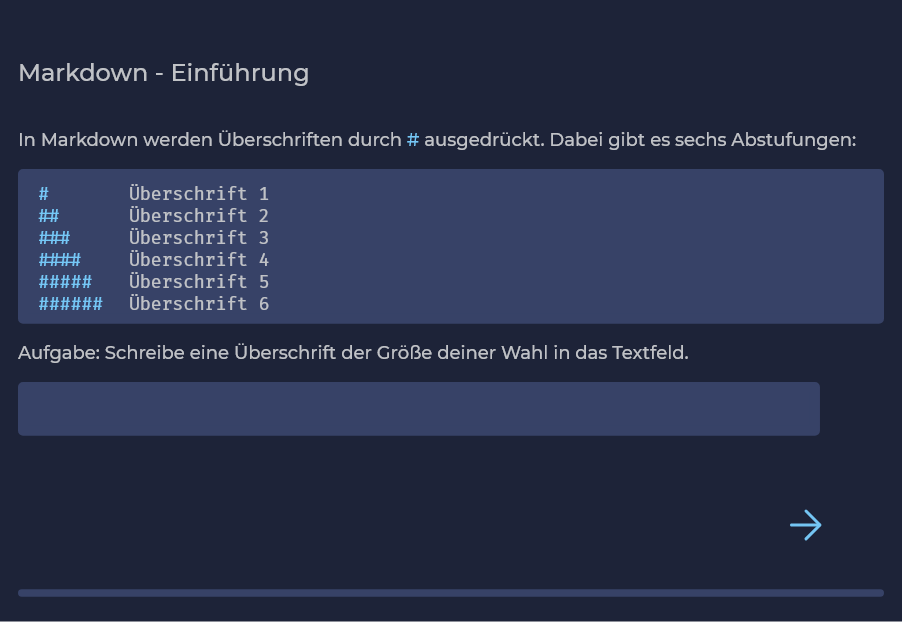 Markdown - Einführung
In Markdown werden Überschriften durch # ausgedrückt. Dabei gibt es sechs Abstufungen:
# Überschrift 1
## Überschrift 2
### Überschrift 3
#### Überschrift 4
##### Überschrift 5
###### Überschrift 6
Aufgabe: Schreibe eine Überschrift der Größe deiner Wahl in das Textfeld.